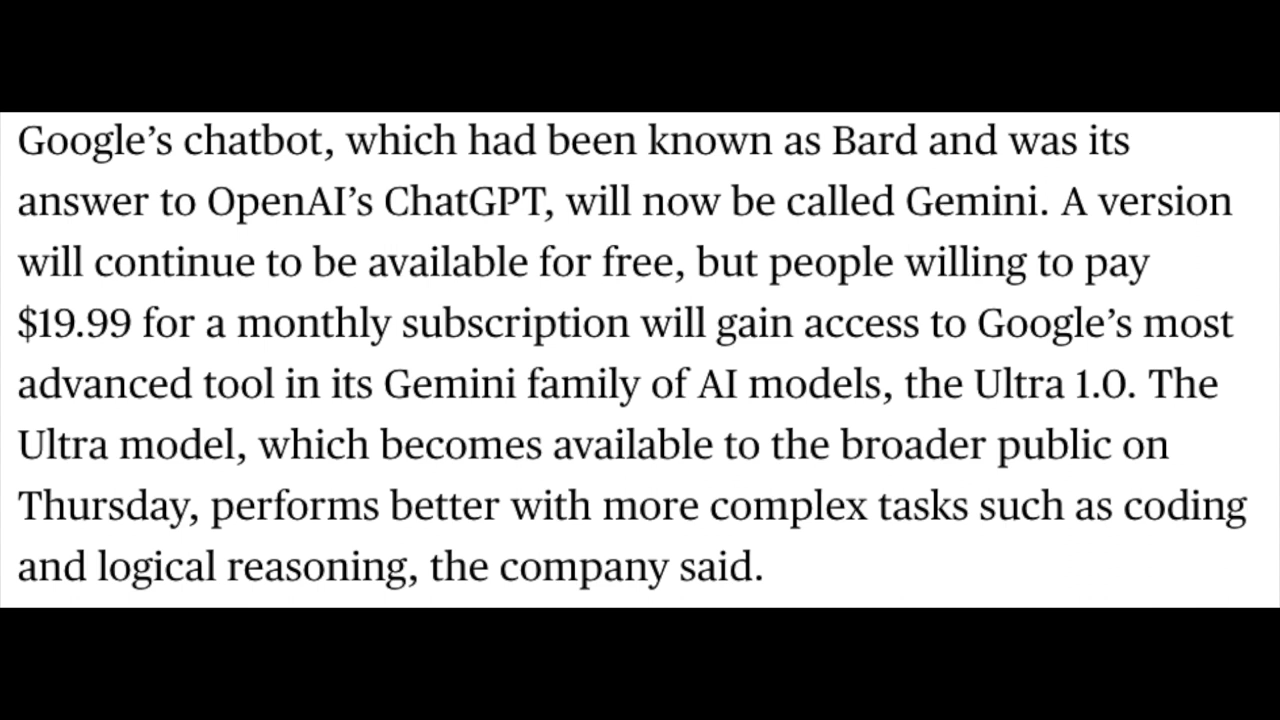 Google’s chatbot, which had been known as Bard and was its
answer to OpenAI’s ChatGPT, will now be called Gemini. A version
will continue to be available for free, but people willing to pay
$19.99 for a monthly subscription will gain access to Google’s most
advanced tool in its Gemini family of AI models, the Ultra 1.0. The
Ultra model, which becomes available to the broader public on
Thursday, performs better with more complex tasks such as coding
and logical reasoning, the company said.